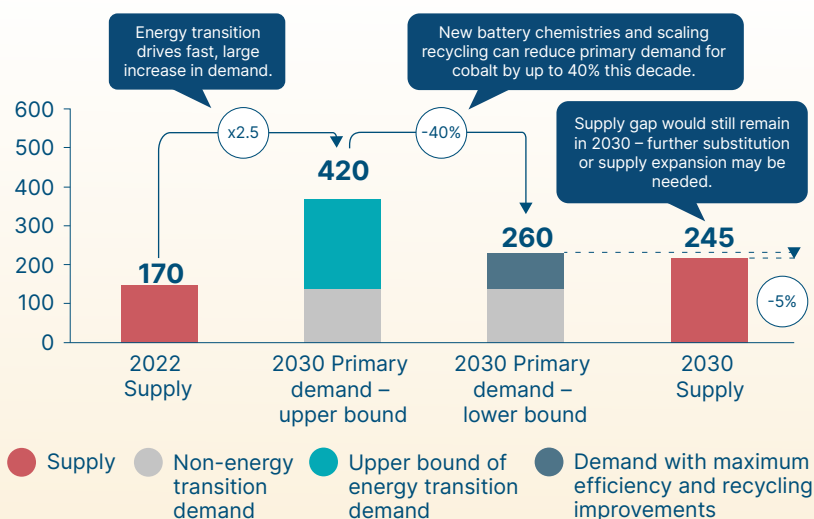 Energy transition
drives fast, large
increase in demand.
New battery chemistries and scaling
recycling can reduce primary demand for
cobalt by up to 40% this decade.
Supply gap would still remain
in 2030 – further substitution
or supply expansion may be
needed.
600
500
400
300
200
100
0
x2.5
-40%
-5%
170
420
260
245
2022
Supply
2030 Primary
demand –
upper bound
2030 Primary
demand –
lower bound
2030
Supply
Supply
Non-energy
transition
demand
Upper bound of
energy transition
demand
Demand with maximum
efficiency and recycling
improvements